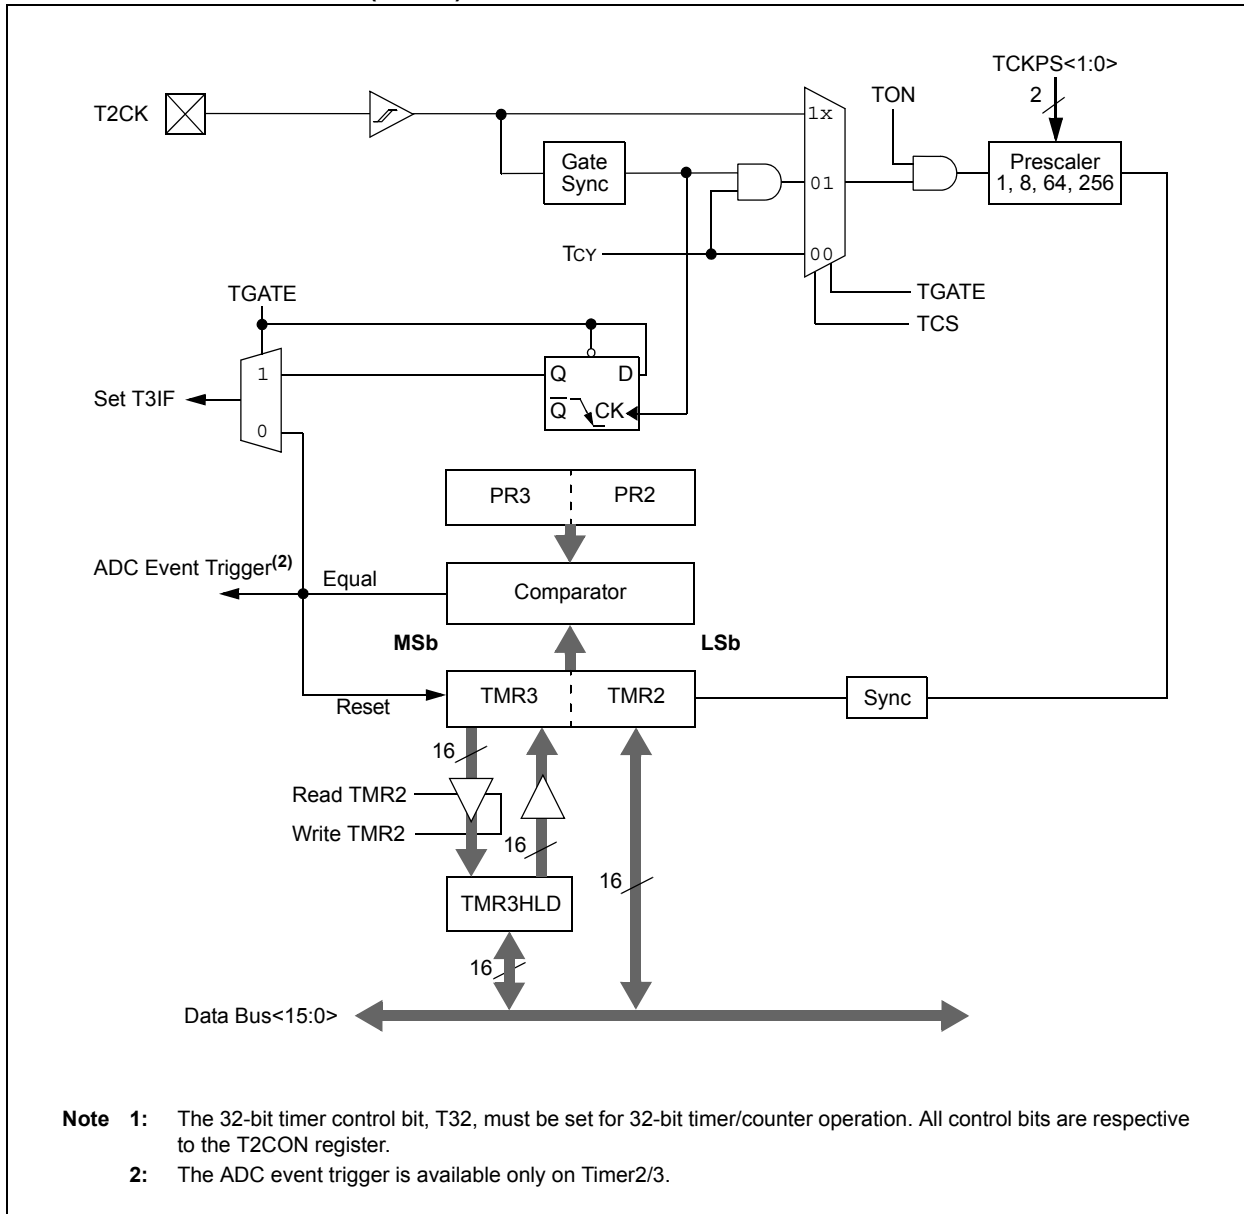 TCKPS<1:0>
2
TON
T2CK
1x
Gate
Sync
Prescaler
1, 8, 64, 256
01
TCY
00
TGATE
TCS
TGATE
1
Q D
Set T3IF
Q CK
0
PR3 PR2
ADC Event Trigger(2)
Equal
Comparator
MSb LSb
TMR3 TMR2
Sync
Reset
16
Read TMR2
Write TMR2
16
16
TMR3HLD
16
Data Bus<15:0>
Note 1: The 32-bit timer control bit, T32, must be set for 32-bit timer/counter operation. All control bits are respective
to the T2CON register.
2: The ADC event trigger is available only on Timer2/3.